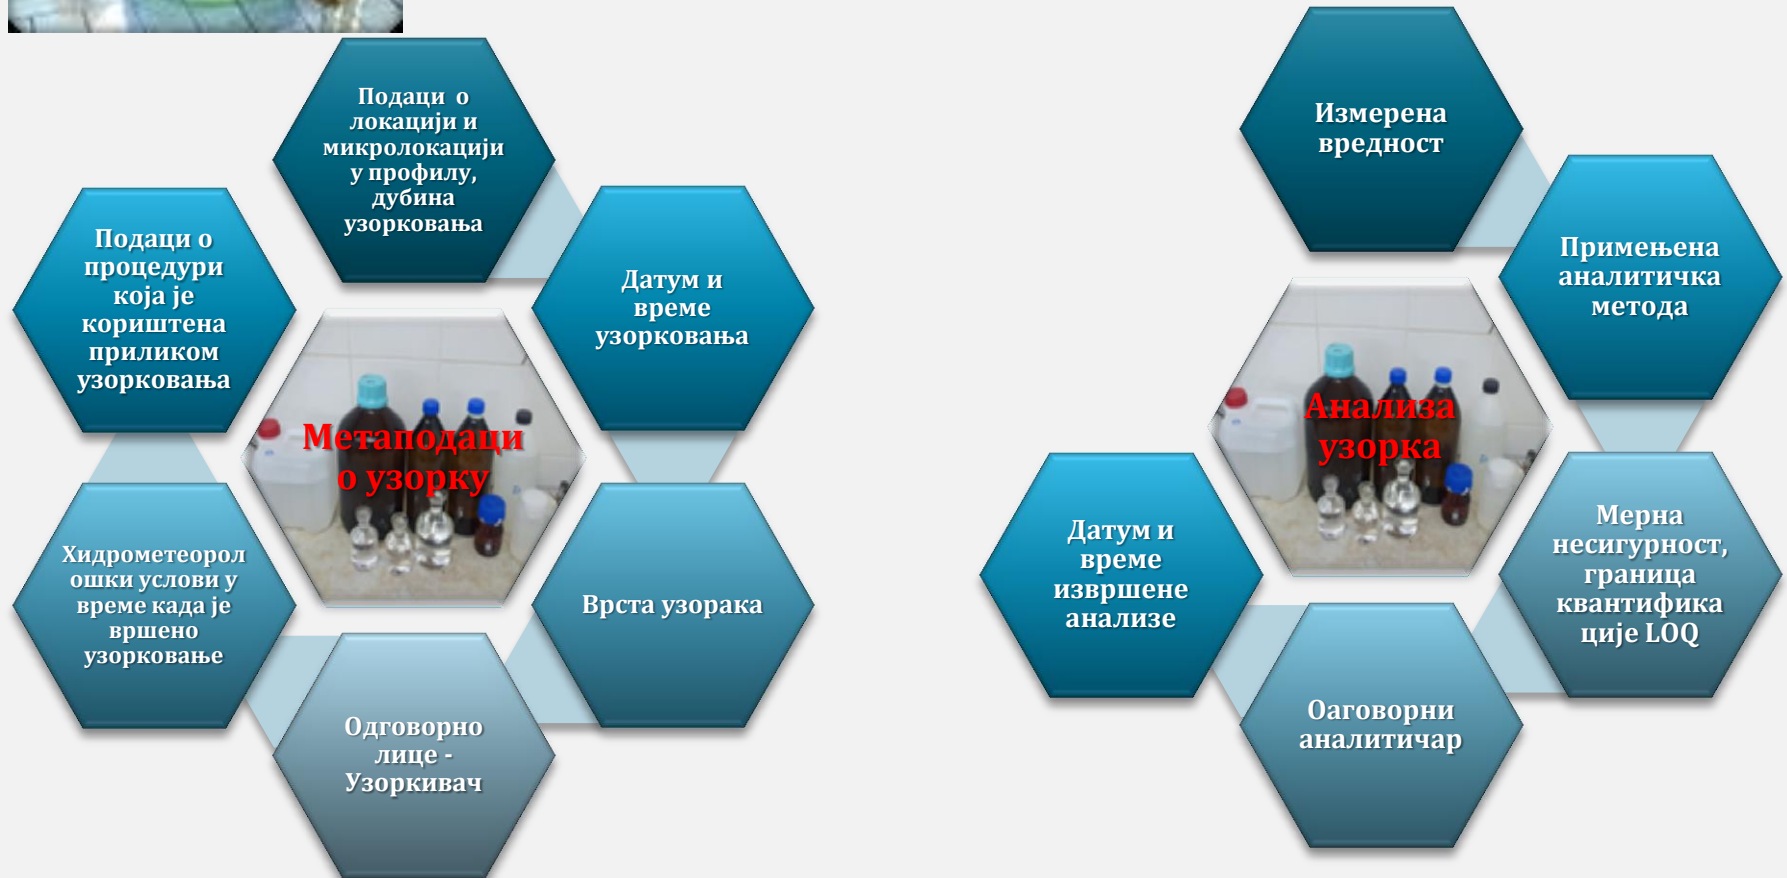 Подаци о
локацији и
микролокацији
у профилу,
дубина
узорковања
Датум и
време
узорковања
Врста узорака
Одговорно
лице -
Узоркивач
Хидрометеорол
ошки услови у
време када је
вршено
узорковање
Подаци о
процедури
која је
кориштена
приликом
узорковања
Метаподаци
о узорку
Измерена
вредност
Примењена
аналитичка
метода
Мерна
несигурност,
граница
квантифика
ције LOQ
Оаговорни
аналитичар
Датум и
време
извршене
анализе
Анализа
узорка